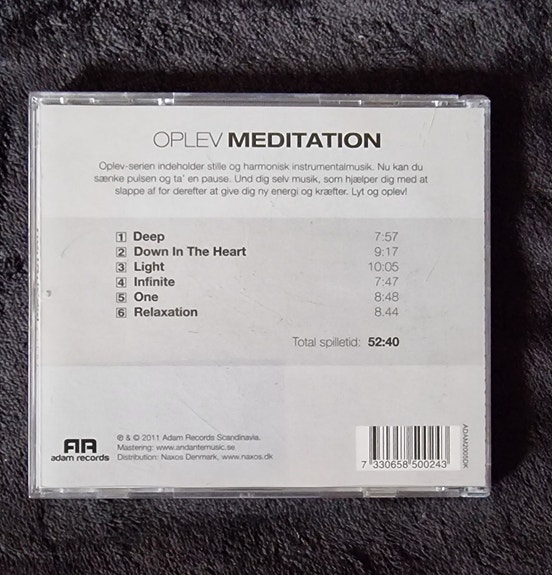 OPLEV MEDITATION
Oplev-serien indeholder stille og harmonisk instrumentalmusik. Nu kan du
sænke pulsen og ta' en pause. Und dig selv musik, som hjælper dig med at
slappe af for derefter at give dig ny energi og kræfter. Lyt og oplev!
1 Deep 7:57
2 Down In The Heart 9:17
3 Light 10:05
4 Infinite 7:47
5 One 8:48
6 Relaxation 8.44
Total spilletid: 52:40
adam records
℗ & © 2011 Adam Records Scandinavia.
Mastering: www.andantemusic.se
Distribution: Naxos Denmark, www.naxos.dk
7 330658 500243
ADAM2005DK